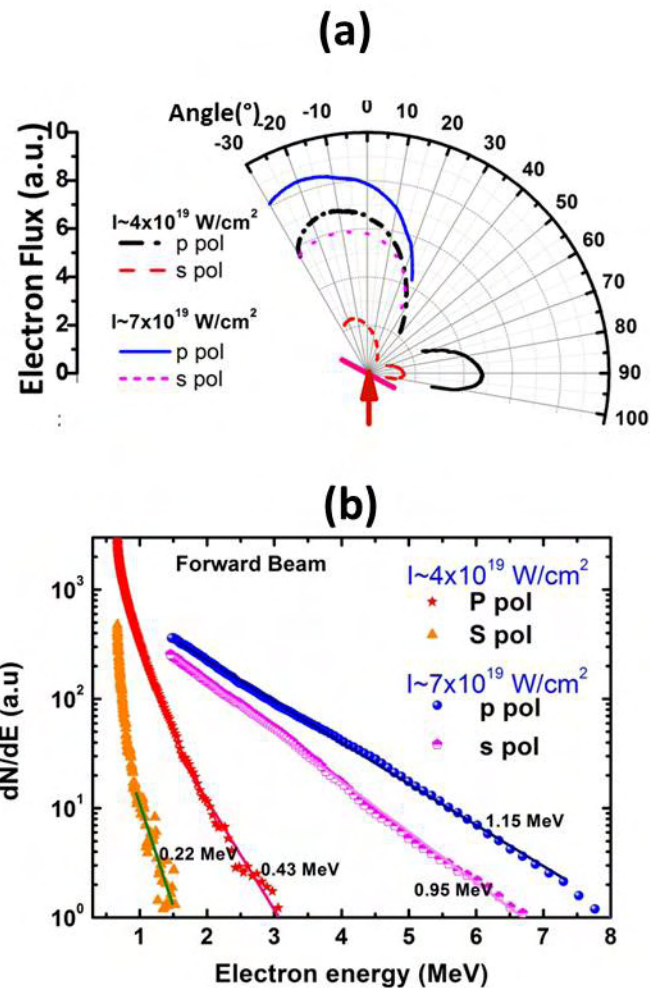 (a)
Angle(°)
-30 -20 -10 0 10 20 30 40 50 60 70 80 90 100
Electron Flux (a.u.)
10
8
6
4
2
0
I~4x10¹⁹ W/cm²
p pol
s pol
I~7x10¹⁹ W/cm²
p pol
s pol
:
(b)
Forward Beam
I~4x10¹⁹ W/cm²
P pol
S pol
I~7x10¹⁹ W/cm²
p pol
s pol
dN/dE (a.u)
10³
10²
10¹
10⁰
1.15 MeV
0.22 MeV
0.43 MeV
0.95 MeV
1 2 3 4 5 6 7 8
Electron energy (MeV)